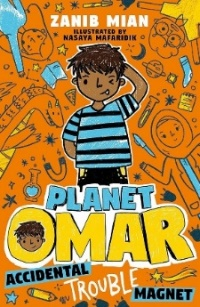 ZANIB MIAN
ILLUSTRATED BY
NASAYA MAFARIDIK
PLANET
OMAR
ACCIDENTAL
TROUBLE
MAGNET